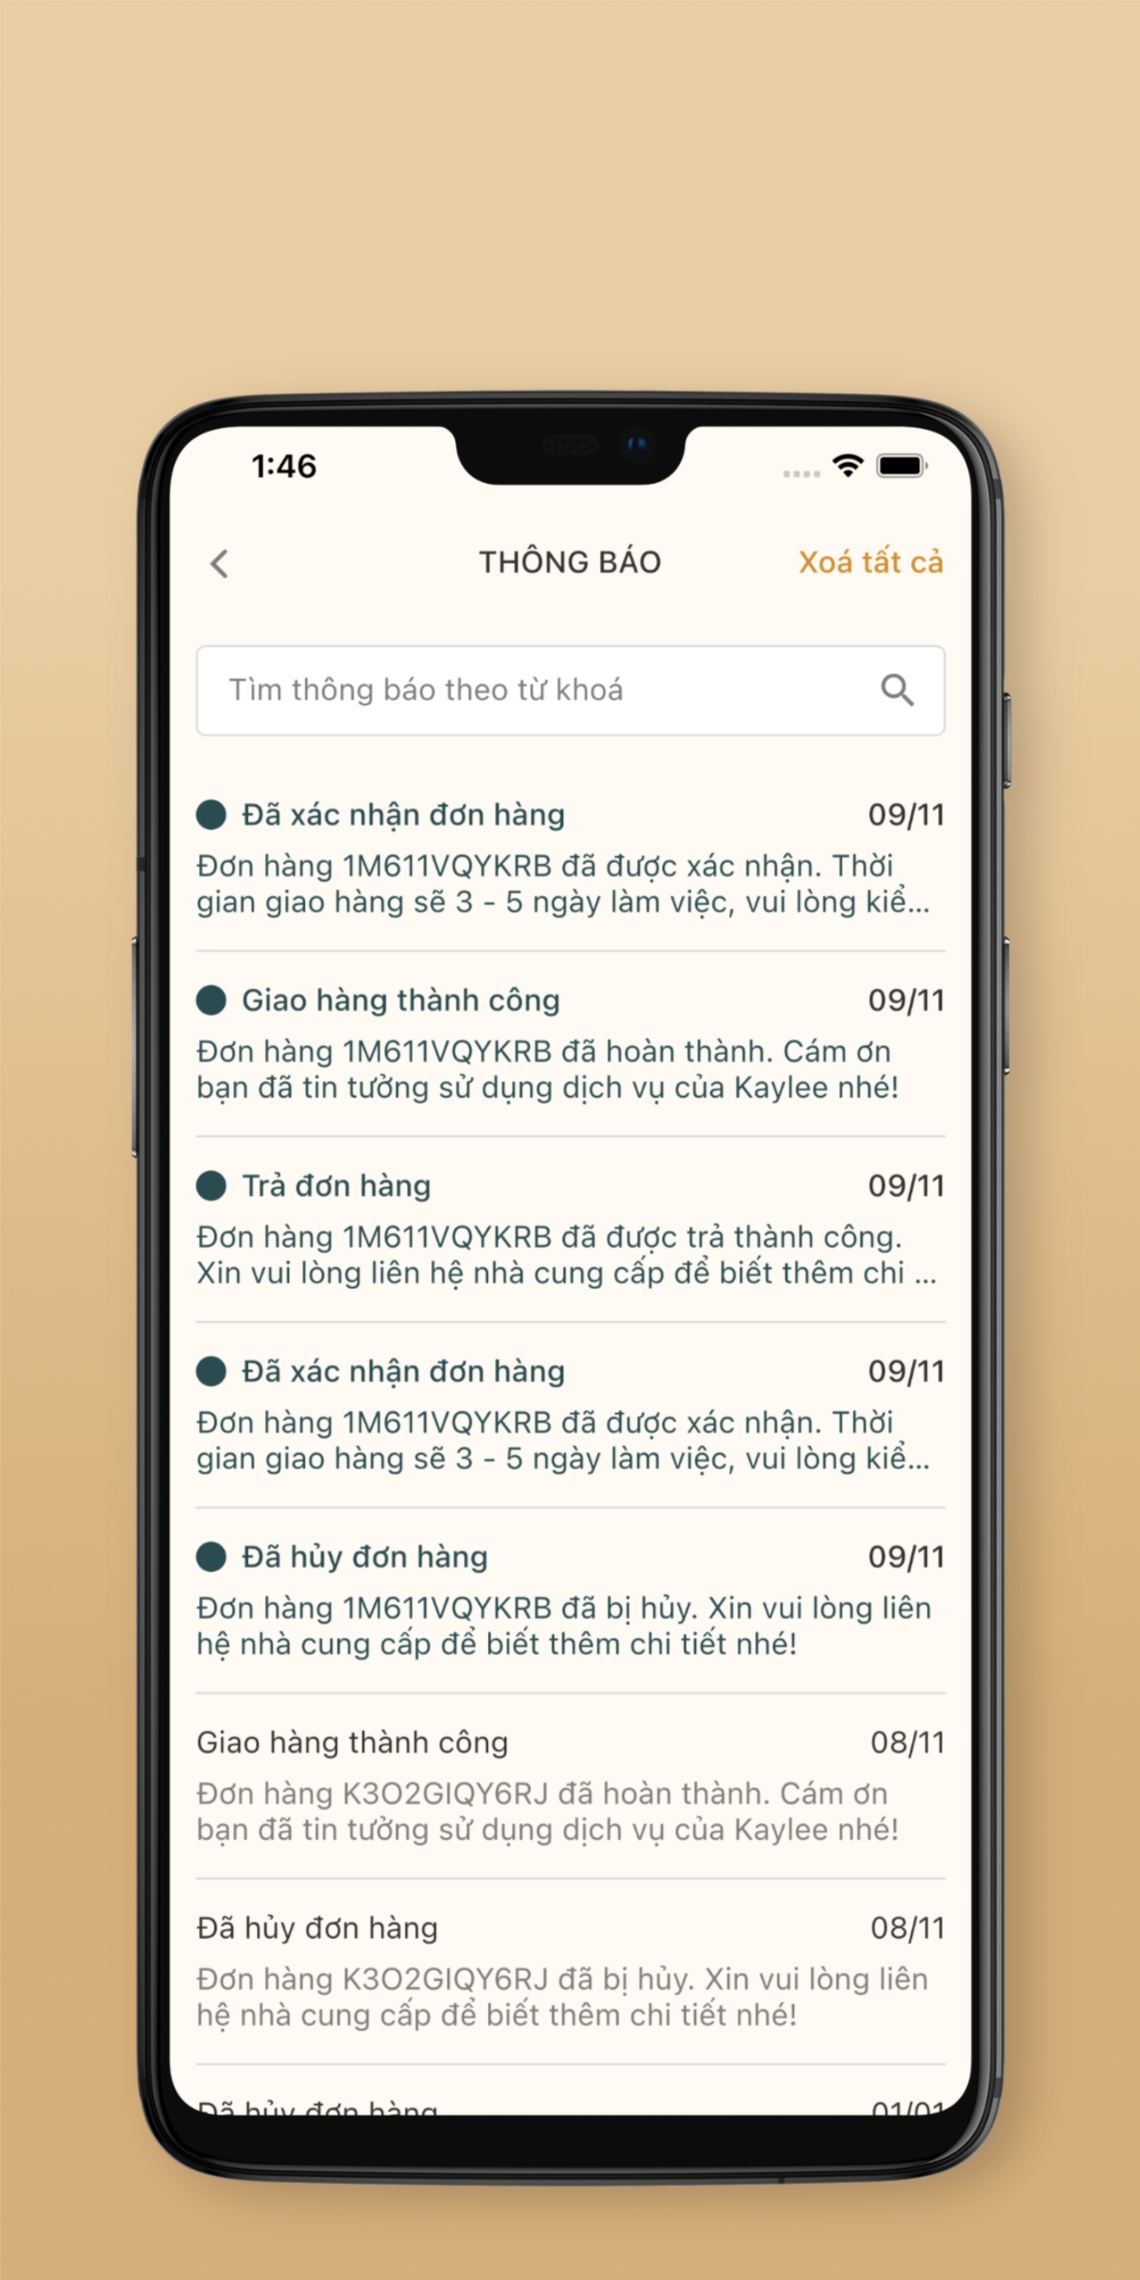 1:46
THÔNG BÁO
Xoá tất cả
Tìm thông báo theo từ khoá
Đã xác nhận đơn hàng 09/11
Đơn hàng 1M611VQYKRB đã được xác nhận. Thời
gian giao hàng sẽ 3 - 5 ngày làm việc, vui lòng kiể...
Giao hàng thành công 09/11
Đơn hàng 1M611VQYKRB đã hoàn thành. Cám ơn
bạn đã tin tưởng sử dụng dịch vụ của Kaylee nhé!
Trả đơn hàng 09/11
Đơn hàng 1M611VQYKRB đã được trả thành công.
Xin vui lòng liên hệ nhà cung cấp để biết thêm chi ...
Đã xác nhận đơn hàng 09/11
Đơn hàng 1M611VQYKRB đã được xác nhận. Thời
gian giao hàng sẽ 3 - 5 ngày làm việc, vui lòng kiể...
Đã hủy đơn hàng 09/11
Đơn hàng 1M611VQYKRB đã bị hủy. Xin vui lòng liên
hệ nhà cung cấp để biết thêm chi tiết nhé!
Giao hàng thành công 08/11
Đơn hàng K3O2GIQY6RJ đã hoàn thành. Cám ơn
bạn đã tin tưởng sử dụng dịch vụ của Kaylee nhé!
Đã hủy đơn hàng 08/11
Đơn hàng K3O2GIQY6RJ đã bị hủy. Xin vui lòng liên
hệ nhà cung cấp để biết thêm chi tiết nhé!
Đã hủy đơn hàng 01/01